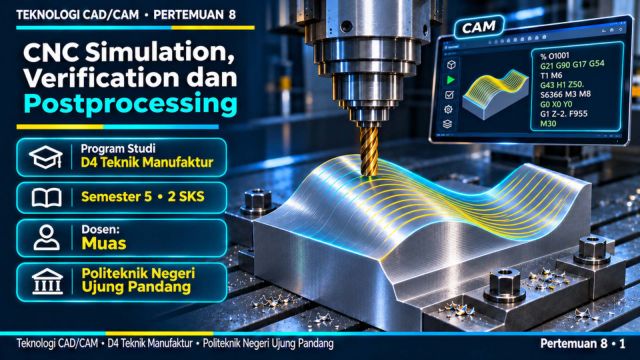 TEKNOLOGI CAD/CAM • PERTEMUAN 8
CNC Simulation,
Verification dan
Postprocessing
Program Studi
D4 Teknik Manufaktur
Semester 5 • 2 SKS
Dosen:
Muas
Politeknik Negeri
Ujung Pandang
CAM
% O1001
G21 G90 G17 G54
T1 M6
G43 H1 Z50.
S6366 M3 M8
G0 X0 Y0
G1 Z-2. F955
M30
Teknologi CAD/CAM • D4 Teknik Manufaktur • Politeknik Negeri Ujung Pandang
Pertemuan 8 • 1